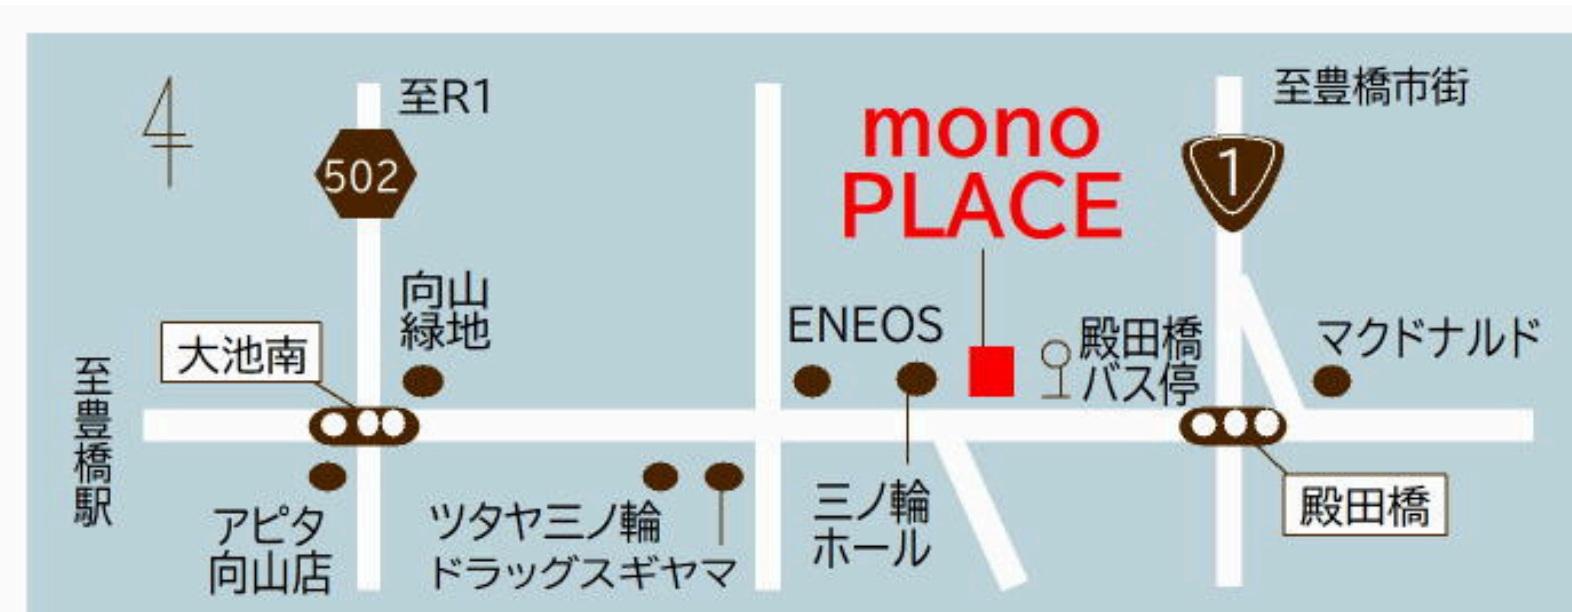 至R1
至豊橋市街
mono
PLACE
502
1
向山
緑地
大池南
ENEOS
殿田橋
バス停
マクドナルド
至豊橋駅
アピタ
向山店
ツタヤ三ノ輪
ドラッグスギヤマ
三ノ輪
ホール
殿田橋